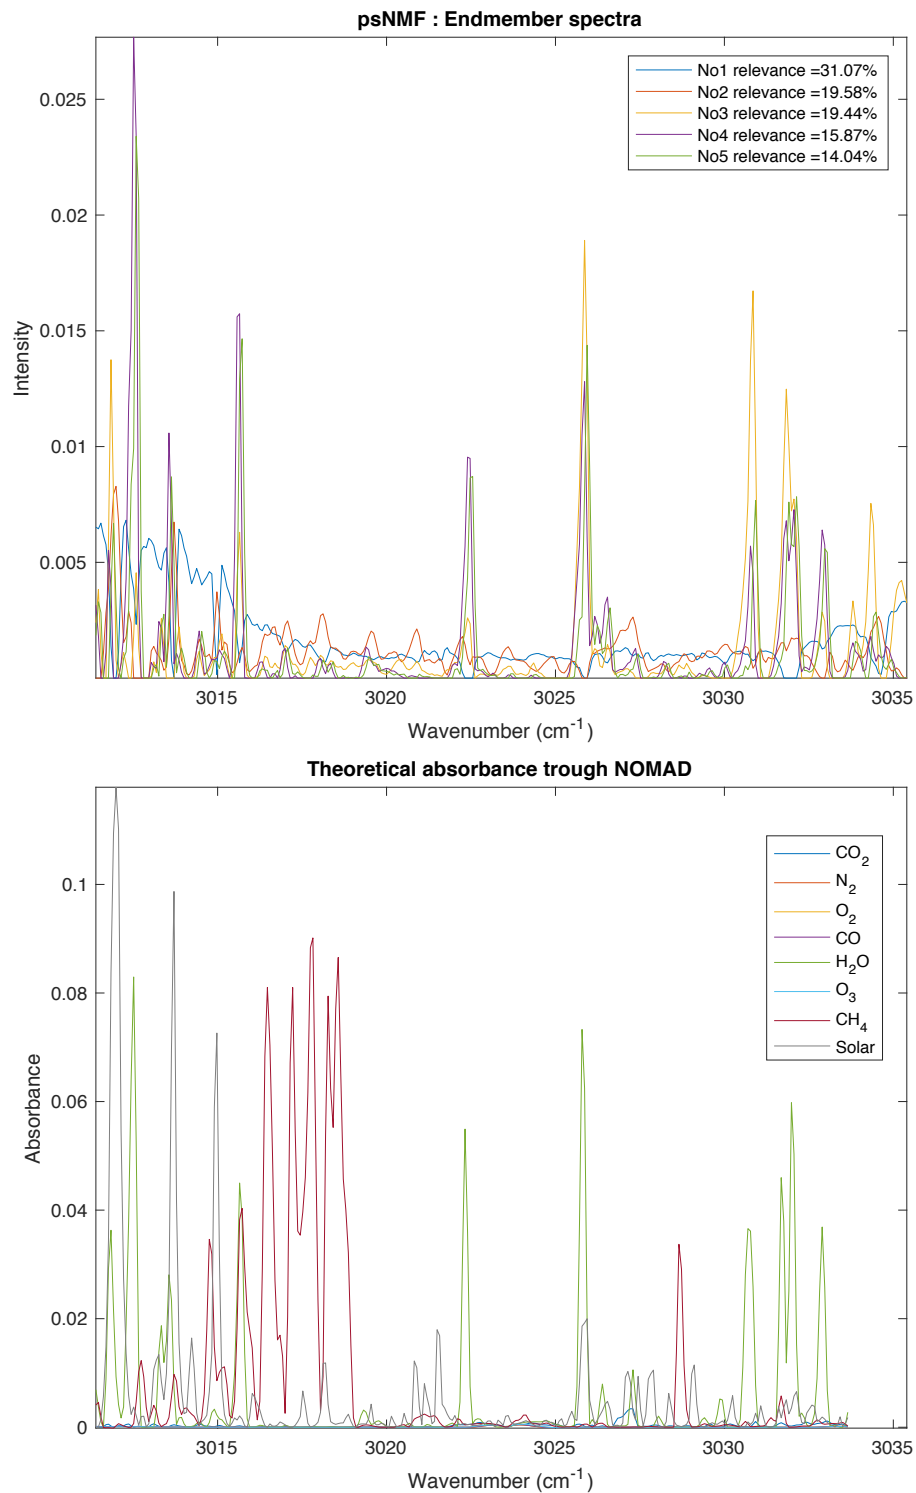 psNMF : Endmember spectra
No1 relevance =31.07%
No2 relevance =19.58%
No3 relevance =19.44%
No4 relevance =15.87%
No5 relevance =14.04%
0.025
0.02
0.015
0.01
0.005
Intensity
3015 3020 3025 3030 3035
Wavenumber (cm⁻¹)
Theoretical absorbance trough NOMAD
CO₂
N₂
O₂
CO
H₂O
O₃
CH₄
Solar
0.1
0.08
0.06
0.04
0.02
0
Absorbance
3015 3020 3025 3030 3035
Wavenumber (cm⁻¹)